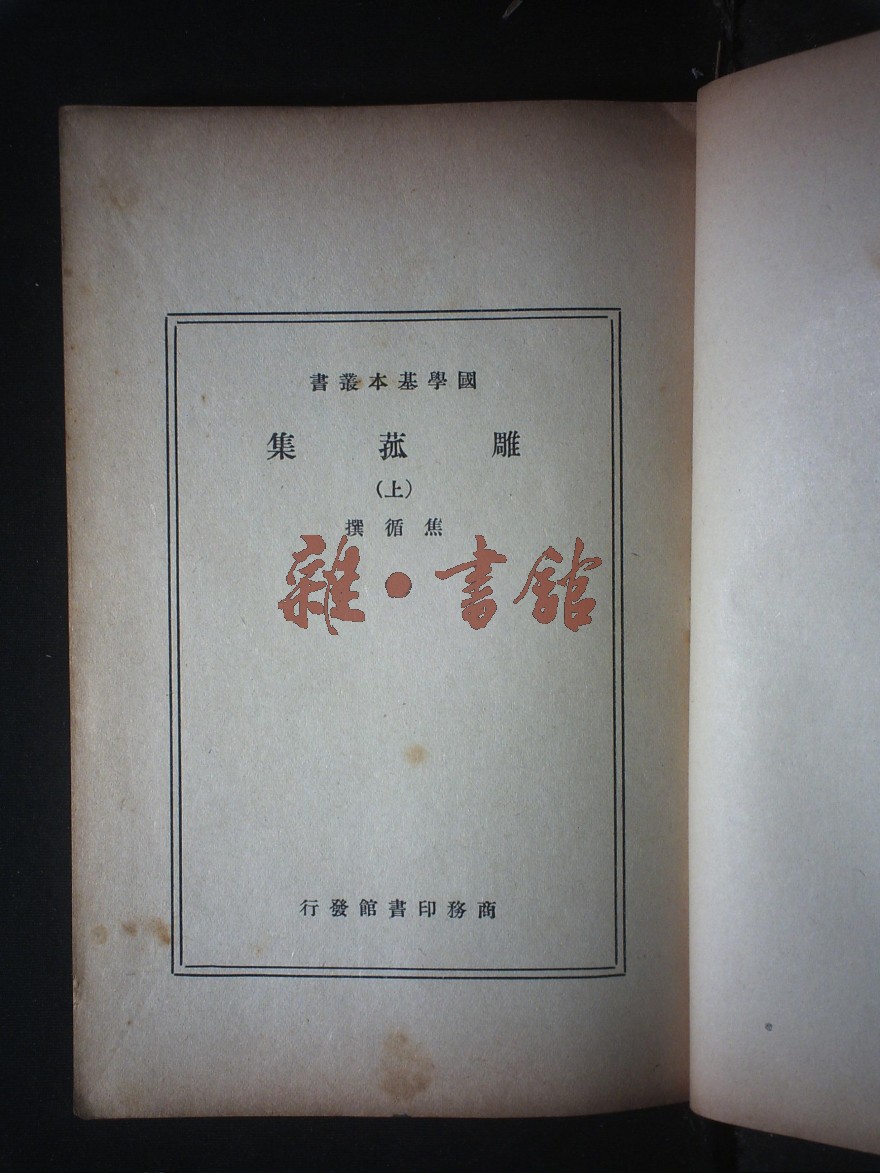 國學基本叢書
雕菰集
(上)
焦循撰
雜·書館
商務印書館發行